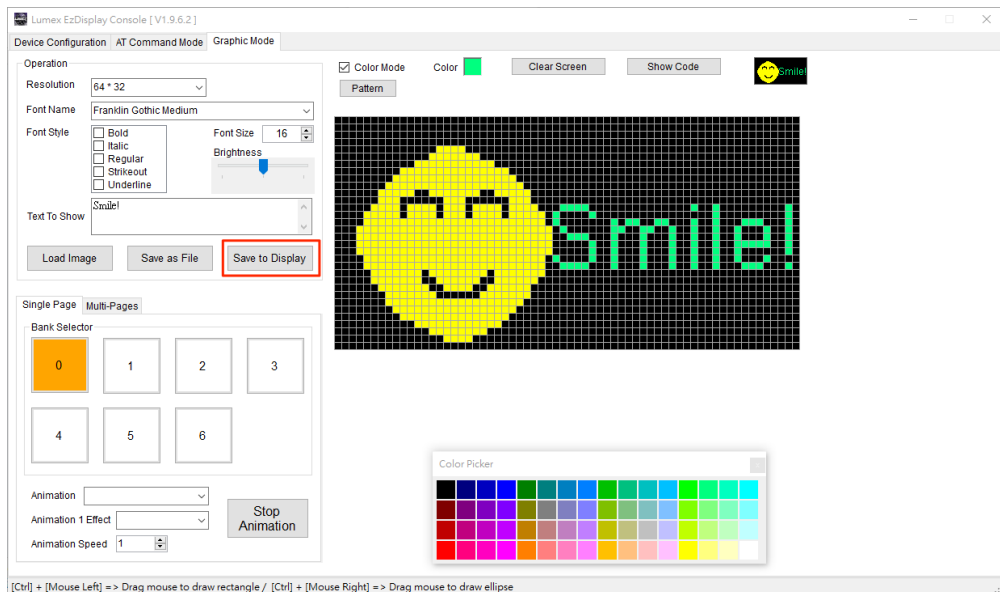 LUMEX Lumex EzDisplay Console [ V1.9.6.2 ]
Device Configuration AT Command Mode Graphic Mode
Operation
Resolution 64 * 32
Font Name Franklin Gothic Medium
Font Style
Bold
Italic
Regular
Strikeout
Underline
Font Size 16
Brightness
Text To Show Smile!
Load Image Save as File Save to Display
Color Mode Color Clear Screen Show Code
Pattern
Smile!
Smile!
Single Page Multi-Pages
Bank Selector
0 1 2 3
4 5 6
Animation
Animation 1 Effect
Animation Speed 1
Stop
Animation
Color Picker
[Ctrl] + [Mouse Left] => Drag mouse to draw rectangle / [Ctrl] + [Mouse Right] => Drag mouse to draw ellipse